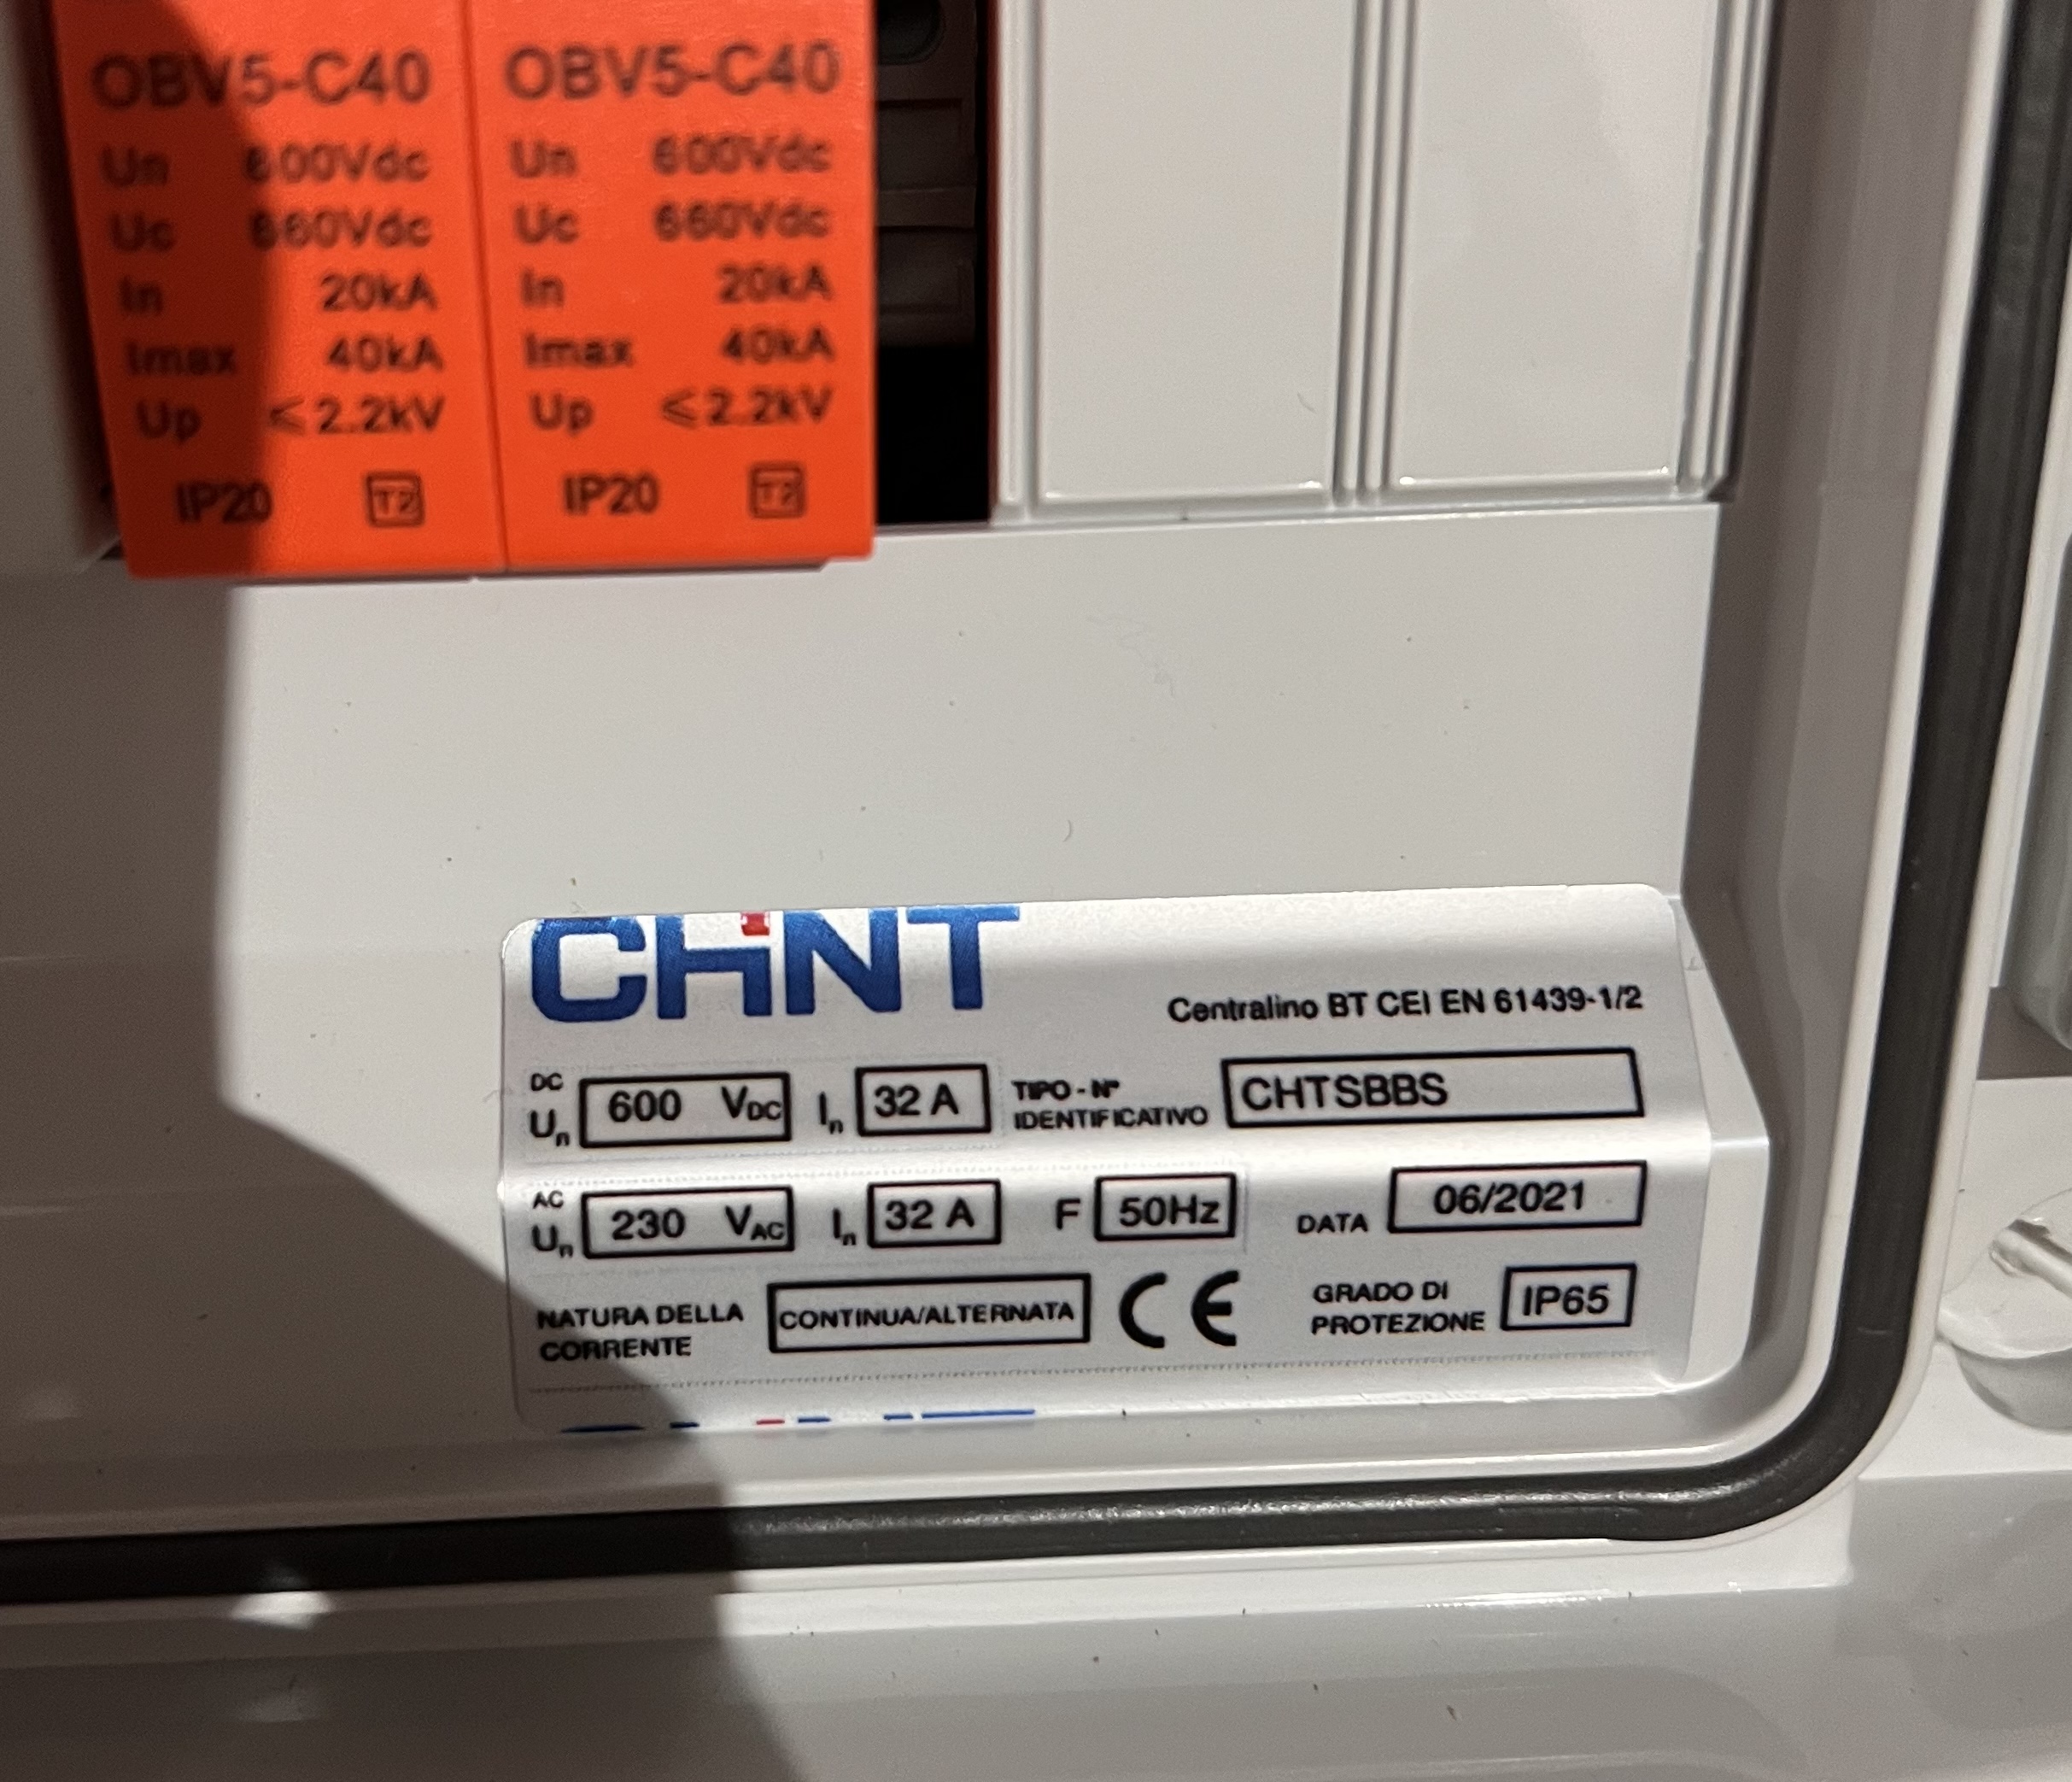 OBV5-C40
Un 600Vdc
Uc 660Vdc
In 20kA
Imax 40kA
Up ≤2.2kV
IP20 T2
OBV5-C40
Un 600Vdc
Uc 660Vdc
In 20kA
Imax 40kA
Up ≤2.2kV
IP20 T2
CHiNT
Centralino BT CEI EN 61439-1/2
DC Un 600 VDC In 32 A TIPO - N° IDENTIFICATIVO CHTSBBS
AC Un 230 VAC In 32 A F 50Hz DATA 06/2021
NATURA DELLA CORRENTE CONTINUA/ALTERNATA CE GRADO DI PROTEZIONE IP65